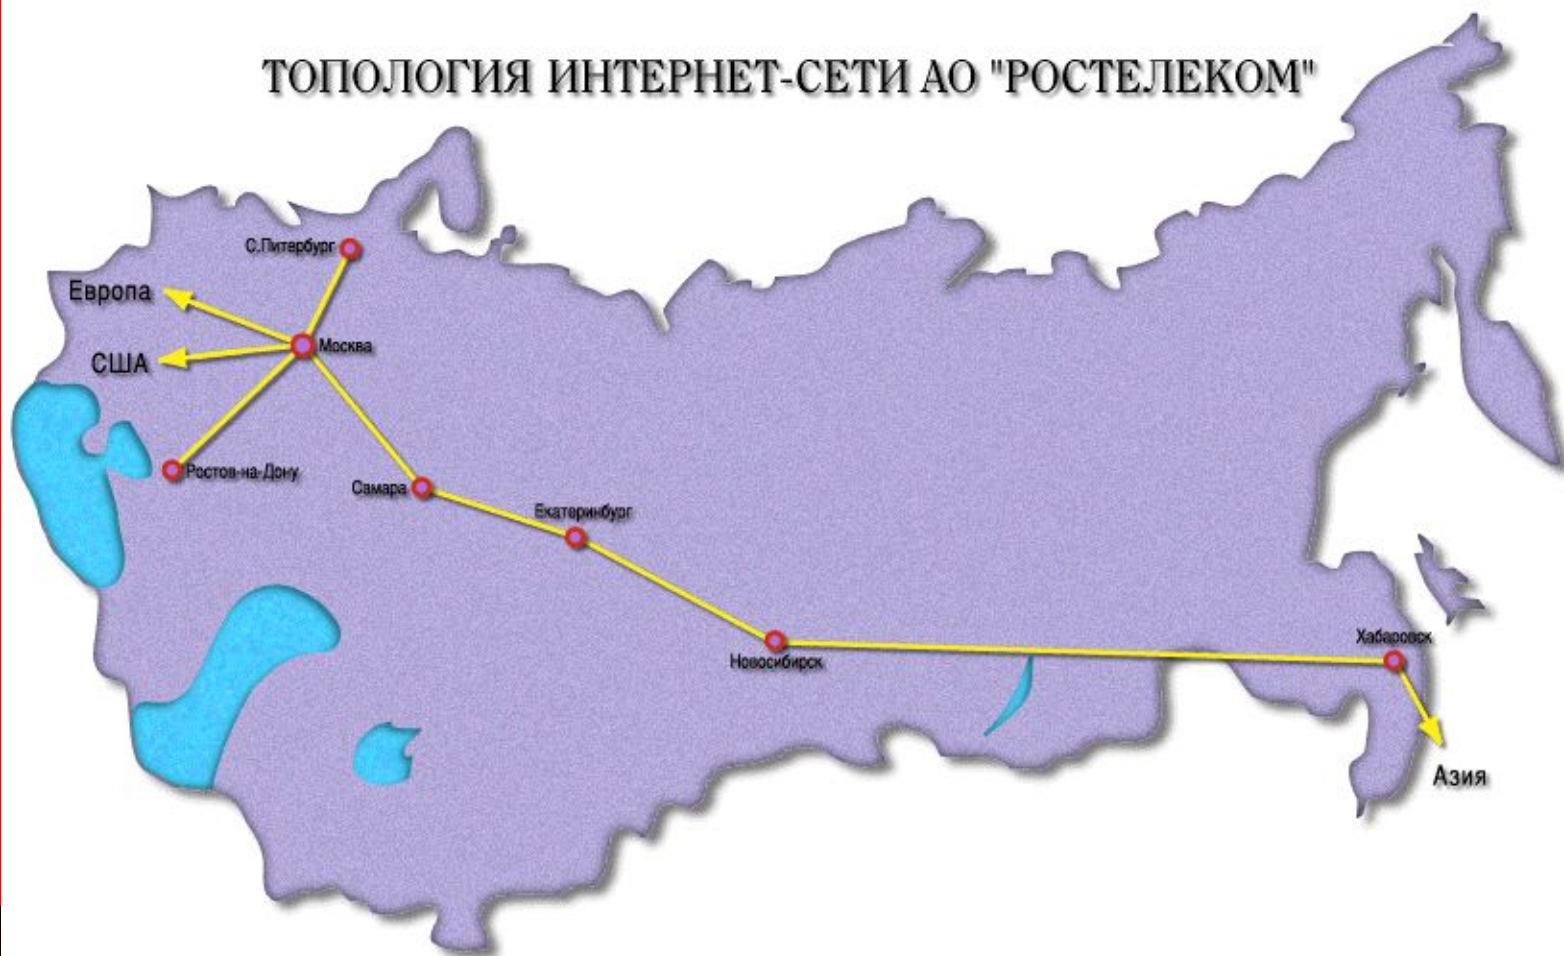 ТОПОЛОГИЯ ИНТЕРНЕТ-СЕТИ АО "РОСТЕЛЕКОМ"
С.Питербург
Европа
Москва
США
Ростов-на-Дону
Самара
Екатеринбург
Хабаровск
Новосибирск
Азия